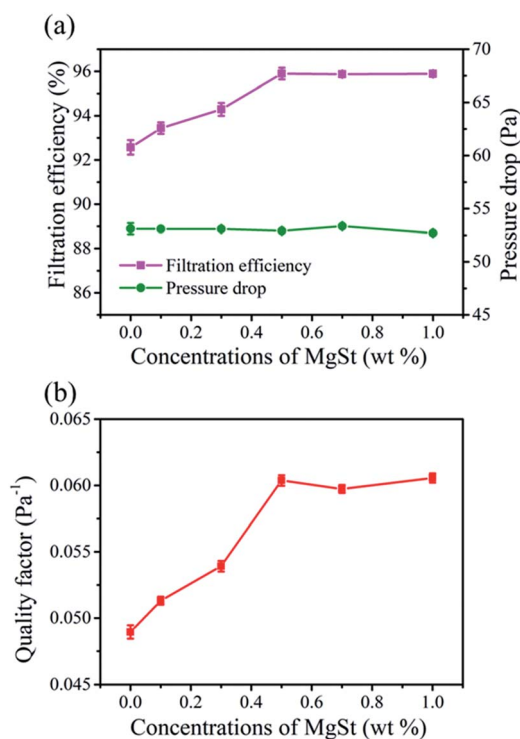 (a)
96
94
92
90
88
86
Filtration efficiency (%)
70
65
60
55
50
45
Pressure drop (Pa)
Filtration efficiency
Pressure drop
0.0 0.2 0.4 0.6 0.8 1.0
Concentrations of MgSt (wt %)
(b)
0.065
0.060
0.055
0.050
0.045
Quality factor (Pa⁻¹)
0.0 0.2 0.4 0.6 0.8 1.0
Concentrations of MgSt (wt %)